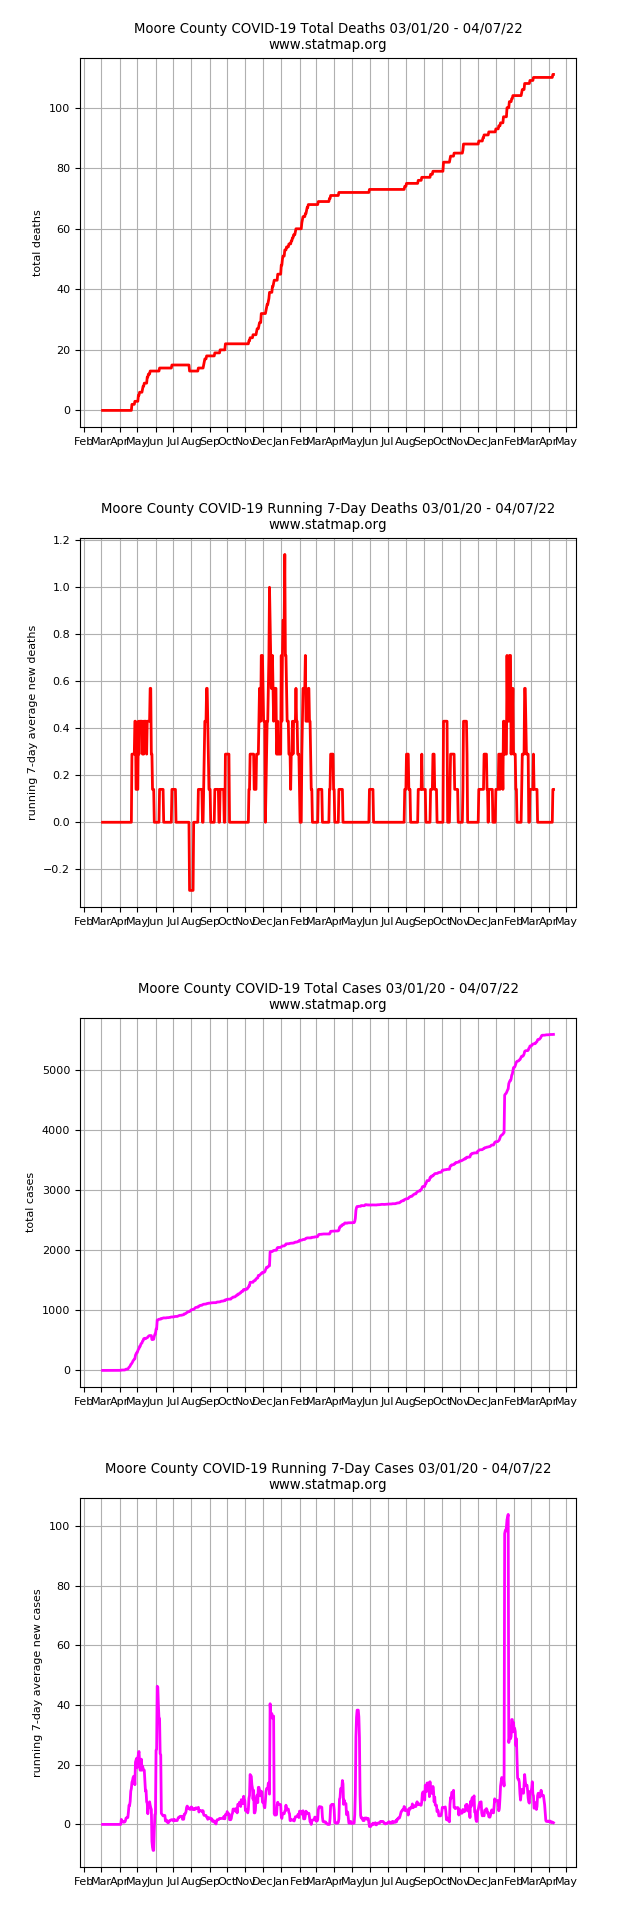 Moore County COVID-19 Total Deaths 03/01/20 - 04/07/22
www.statmap.org
100
80
60
40
20
0
total deaths
Feb Mar Apr May Jun Jul Aug Sep Oct Nov Dec Jan Feb Mar Apr May Jun Jul Aug Sep Oct Nov Dec Jan Feb Mar Apr May
Moore County COVID-19 Running 7-Day Deaths 03/01/20 - 04/07/22
www.statmap.org
1.2
1.0
0.8
0.6
0.4
0.2
0.0
−0.2
running 7-day average new deaths
Feb Mar Apr May Jun Jul Aug Sep Oct Nov Dec Jan Feb Mar Apr May Jun Jul Aug Sep Oct Nov Dec Jan Feb Mar Apr May
Moore County COVID-19 Total Cases 03/01/20 - 04/07/22
www.statmap.org
5000
4000
3000
2000
1000
0
total cases
Feb Mar Apr May Jun Jul Aug Sep Oct Nov Dec Jan Feb Mar Apr May Jun Jul Aug Sep Oct Nov Dec Jan Feb Mar Apr May
Moore County COVID-19 Running 7-Day Cases 03/01/20 - 04/07/22
www.statmap.org
100
80
60
40
20
0
running 7-day average new cases
Feb Mar Apr May Jun Jul Aug Sep Oct Nov Dec Jan Feb Mar Apr May Jun Jul Aug Sep Oct Nov Dec Jan Feb Mar Apr May